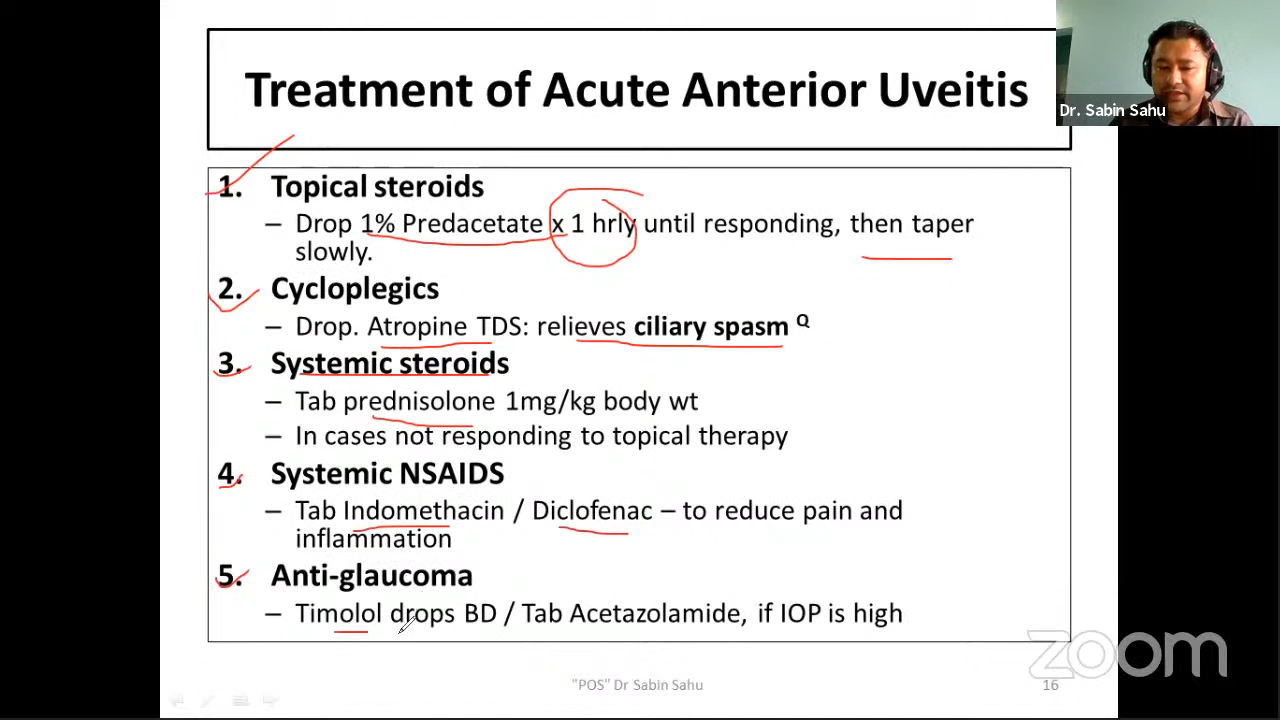 Treatment of Acute Anterior Uveitis
Dr. Sabin Sahu
1. Topical steroids
– Drop 1% Predacetate x 1 hrly until responding, then taper
slowly.
2. Cycloplegics
– Drop. Atropine TDS: relieves ciliary spasm Q
3. Systemic steroids
– Tab prednisolone 1mg/kg body wt
– In cases not responding to topical therapy
4. Systemic NSAIDS
– Tab Indomethacin / Diclofenac – to reduce pain and
inflammation
5. Anti-glaucoma
– Timolol drops BD / Tab Acetazolamide, if IOP is high
zoom
"POS" Dr Sabin Sahu
16